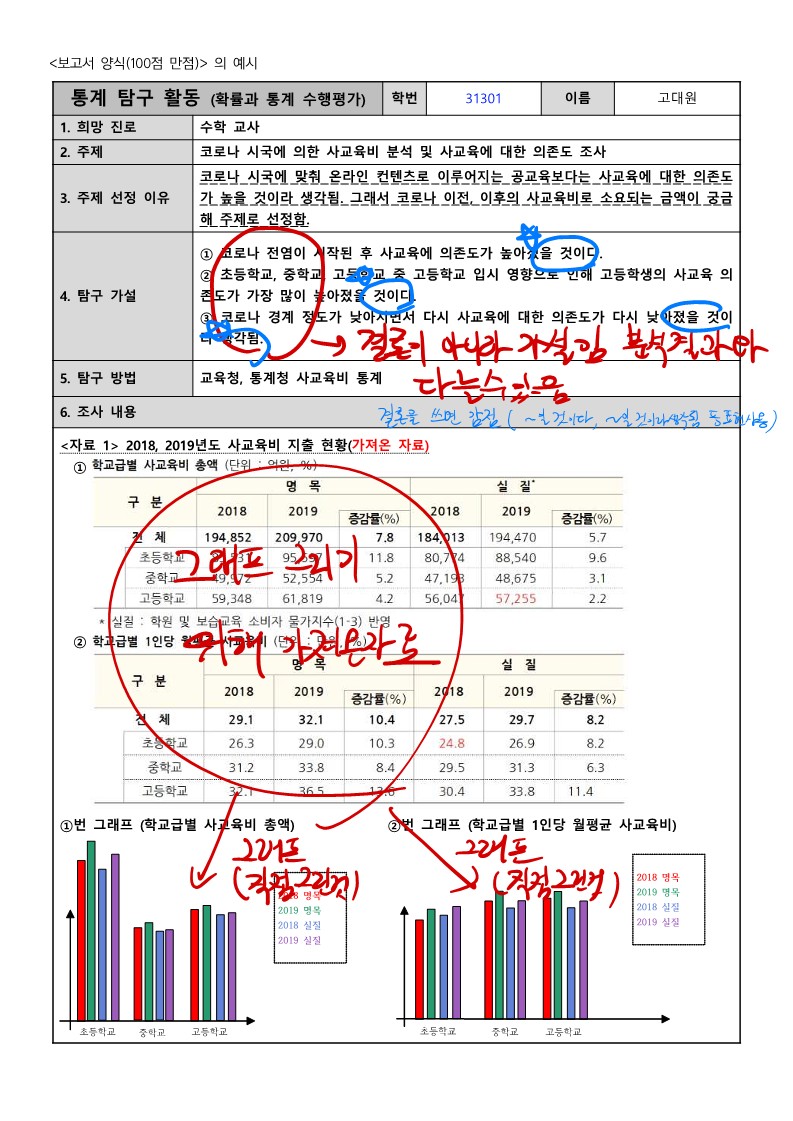 <보고서 양식(100점 만점)> 의 예시
통계 탐구 활동 (확률과 통계 수행평가) 학번 31301 이름 고대원
1. 희망 진로 수학 교사
2. 주제 코로나 시국에 의한 사교육비 분석 및 사교육에 대한 의존도 조사
3. 주제 선정 이유
코로나 시국에 맞춰 온라인 컨텐츠로 이루어지는 공교육보다는 사교육에 대한 의존도
가 높을 것이라 생각됨. 그래서 코로나 이전, 이후의 사교육비로 소요되는 금액이 궁금
해 주제로 선정함.
4. 탐구 가설
① 코로나 전염이 시작된 후 사교육에 의존도가 높아졌을 것이다.
② 초등학교, 중학교, 고등학교 중 고등학교 입시 영향으로 인해 고등학생의 사교육 의
존도가 가장 많이 높아졌을 것이다.
③ 코로나 경계 정도가 낮아지면서 다시 사교육에 대한 의존도가 다시 낮아졌을 것이
다 생각됨.
→ 결론이 아니라 가설임 분석결과와
다를수있음
5. 탐구 방법 교육청, 통계청 사교육비 통계
6. 조사 내용
결론을 쓰면 감점 (~일 것이다, ~일 것이라생각됨 등표현사용)
<자료 1> 2018, 2019년도 사교육비 지출 현황(가져온 자료)
① 학교급별 사교육비 총액 (단위 : 억원, %)
구 분 명 목 실 질*
2018 2019 증감률(%) 2018 2019 증감률(%)
전 체 194,852 209,970 7.8 184,013 194,470 5.7
초등학교 95,597 11.8 80,774 88,540 9.6
중학교 49,972 52,554 5.2 47,193 48,675 3.1
고등학교 59,348 61,819 4.2 56,047 57,255 2.2
그래프 그리기
위해 가져온자료
* 실질 : 학원 및 보습교육 소비자 물가지수(1-3) 반영
② 학교급별 1인당 월평균 사교육비 (단위 : 만원, %)
구 분 명 목 실 질
2018 2019 증감률(%) 2018 2019 증감률(%)
전 체 29.1 32.1 10.4 27.5 29.7 8.2
초등학교 26.3 29.0 10.3 24.8 26.9 8.2
중학교 31.2 33.8 8.4 29.5 31.3 6.3
고등학교 32.1 36.5 13.6 30.4 33.8 11.4
①번 그래프 (학교급별 사교육비 총액)
그래프
(직접그린것)
2018 명목
2019 명목
2018 실질
2019 실질
초등학교 중학교 고등학교
②번 그래프 (학교급별 1인당 월평균 사교육비)
그래프
(직접그린것)
2018 명목
2019 명목
2018 실질
2019 실질
초등학교 중학교 고등학교